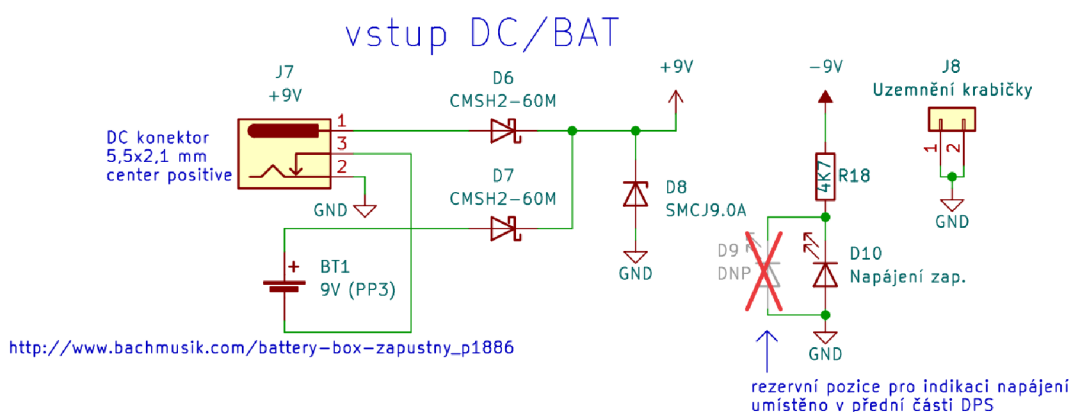 vstup DC/BAT
J7
+9V
DC konektor
5,5x2,1 mm
center positive
1
3
2
GND
D6
CMSH2-60M
D7
CMSH2-60M
+
BT1
9V (PP3)
http://www.bachmusik.com/battery-box-zapustny_p1886
+9V
D8
SMCJ9.0A
GND
-9V
4K7
R18
D9
DNP
D10
Napájení zap.
GND
J8
Uzemnění krabičky
1
2
GND
rezervní pozice pro indikaci napájení
umístěno v přední části DPS